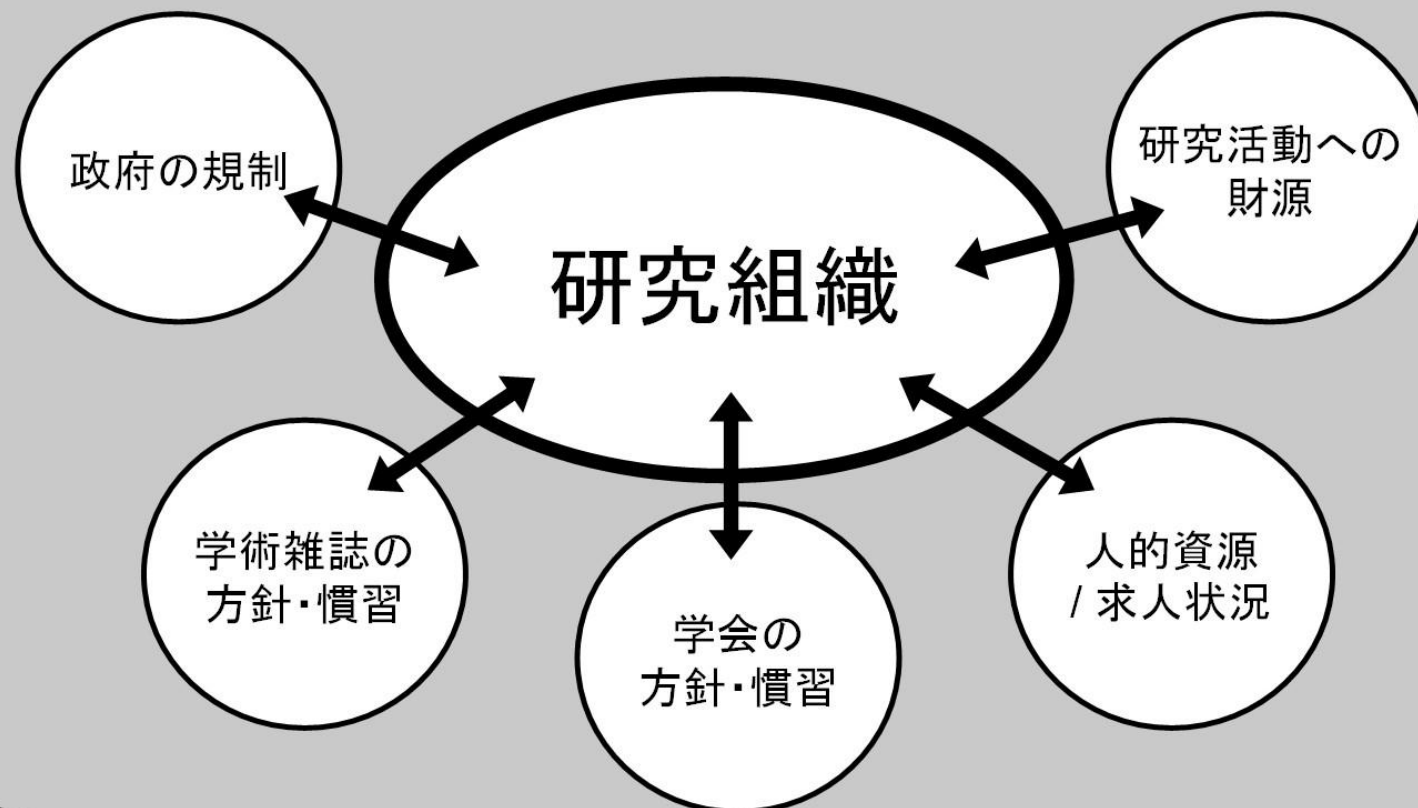 政府の規制
研究活動への
財源
研究組織
学術雑誌の
方針・慣習
学会の
方針・慣習
人的資源
/ 求人状況